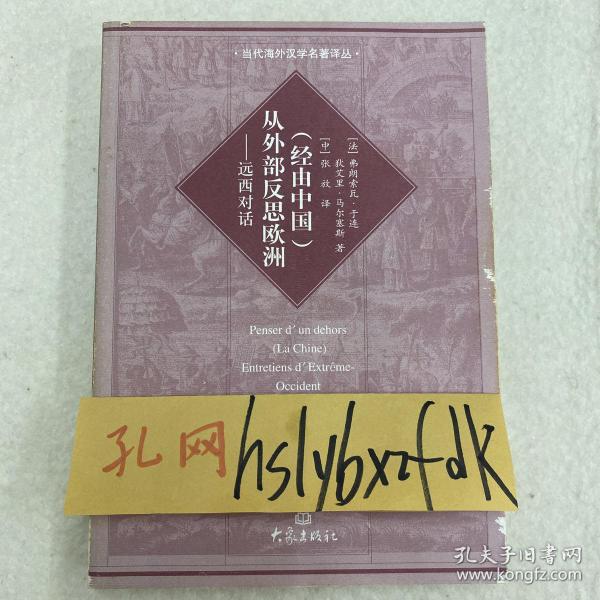 ·当代海外汉学名著译丛·
（经由中国）
从外部反思欧洲
——远西对话
［法］弗朗索瓦·于连
狄艾里·马尔塞斯 著
［中］张放 译
Penser d'un dehors
(La Chine)
Entretiens d'Extrême-
Occident
孔网 hslybxzfdk
大象出版社
孔夫子旧书网
www.kongfz.com